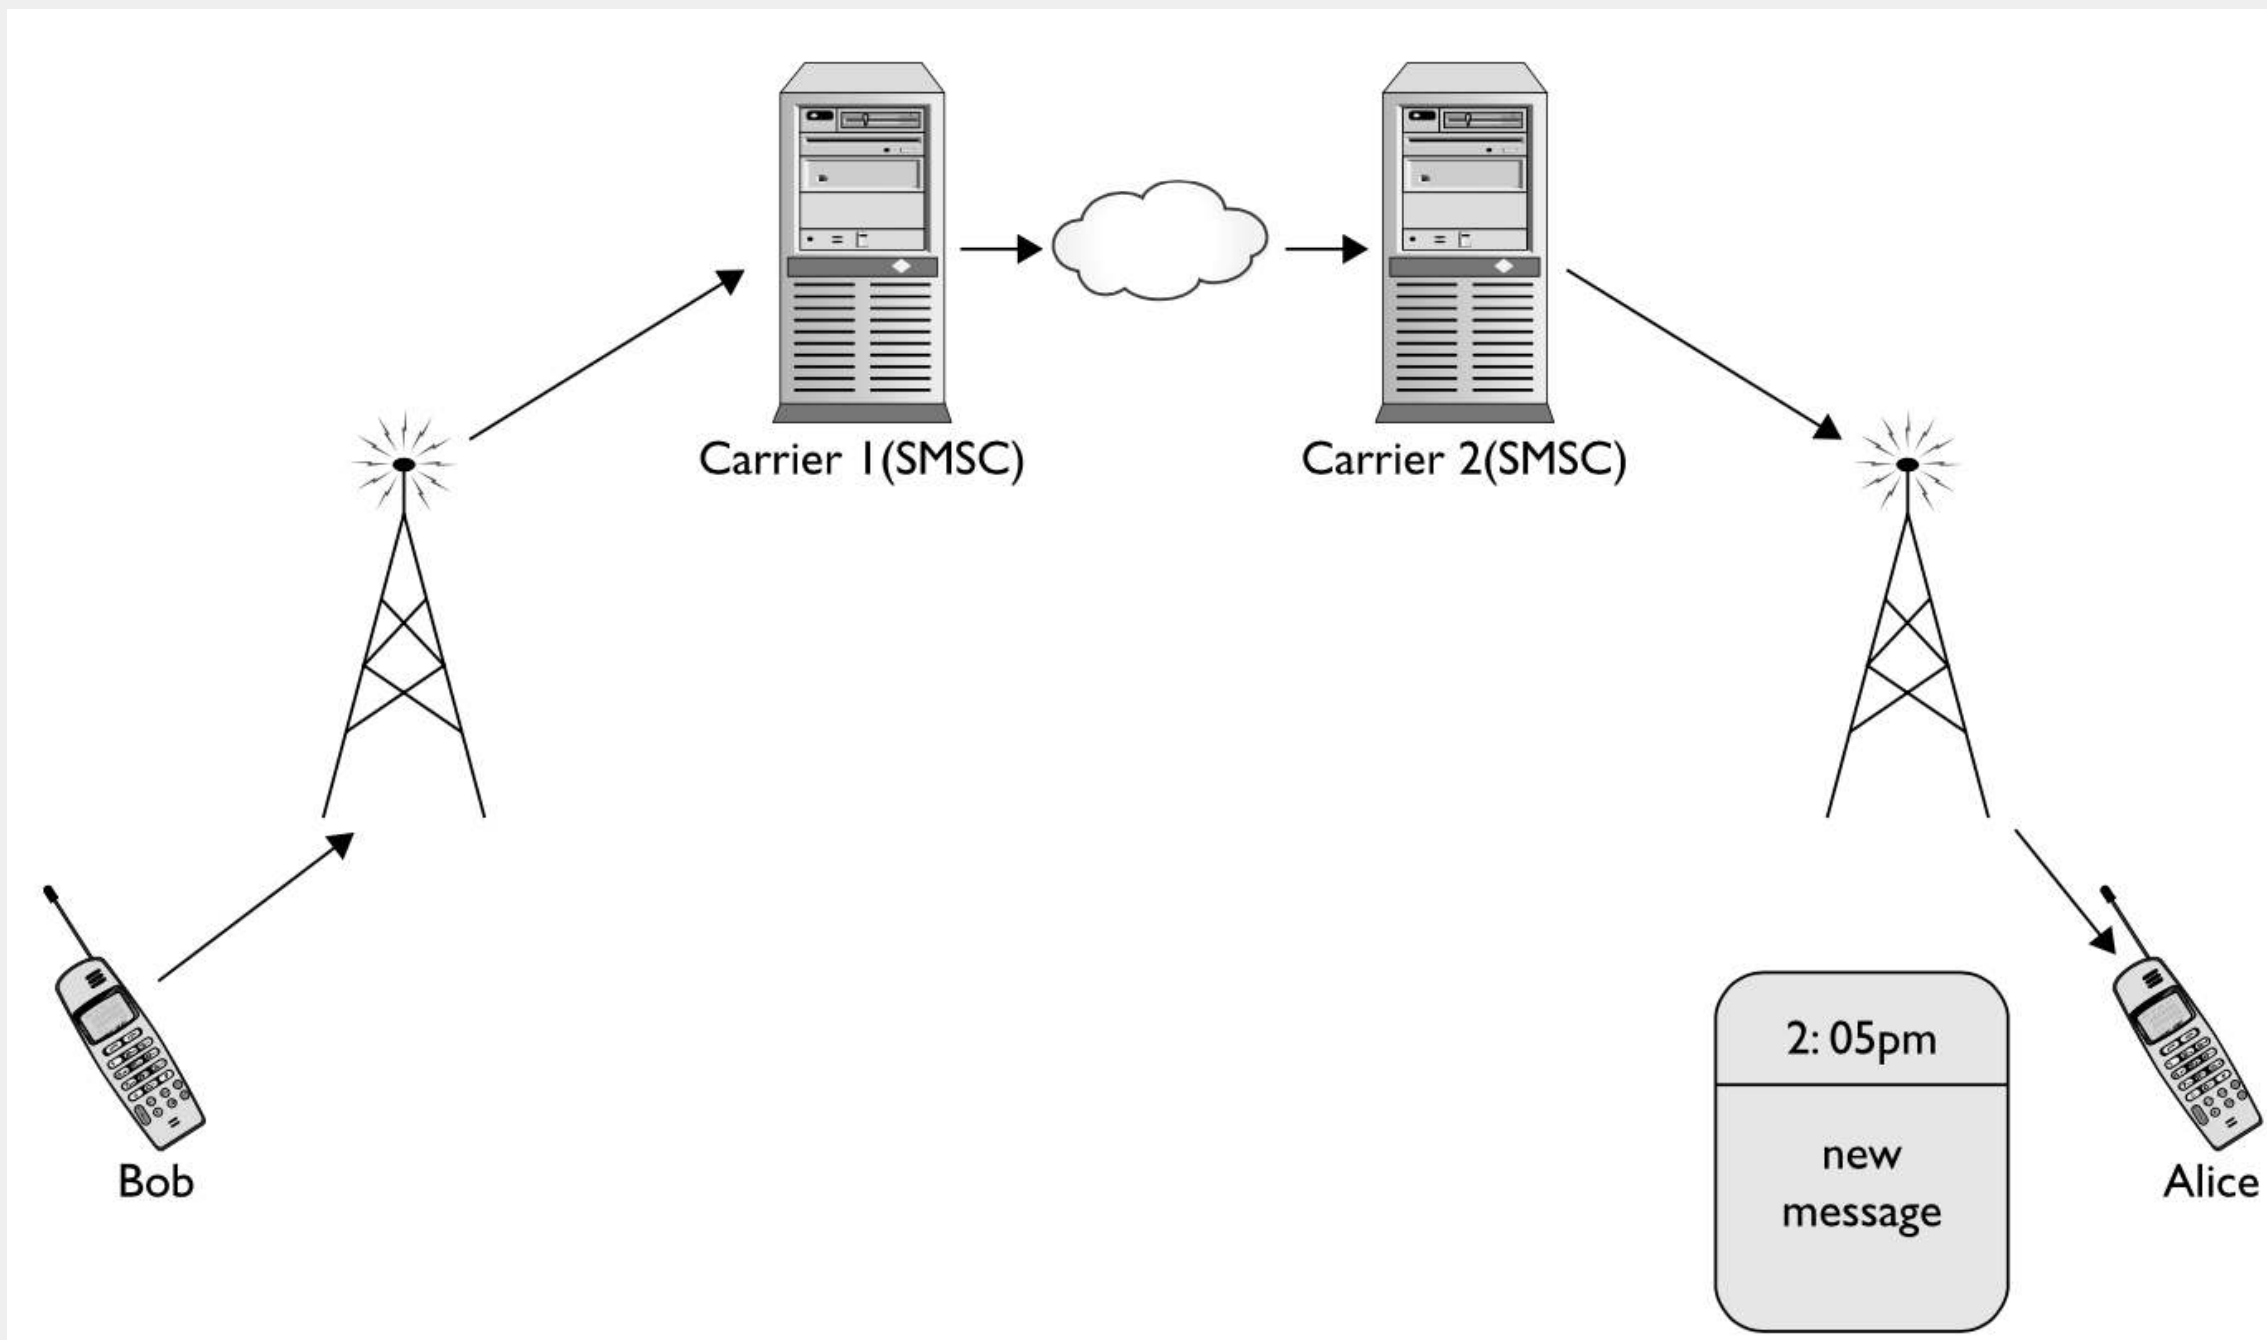 Carrier 1(SMSC)
Carrier 2(SMSC)
Bob
2: 05pm
new
message
Alice